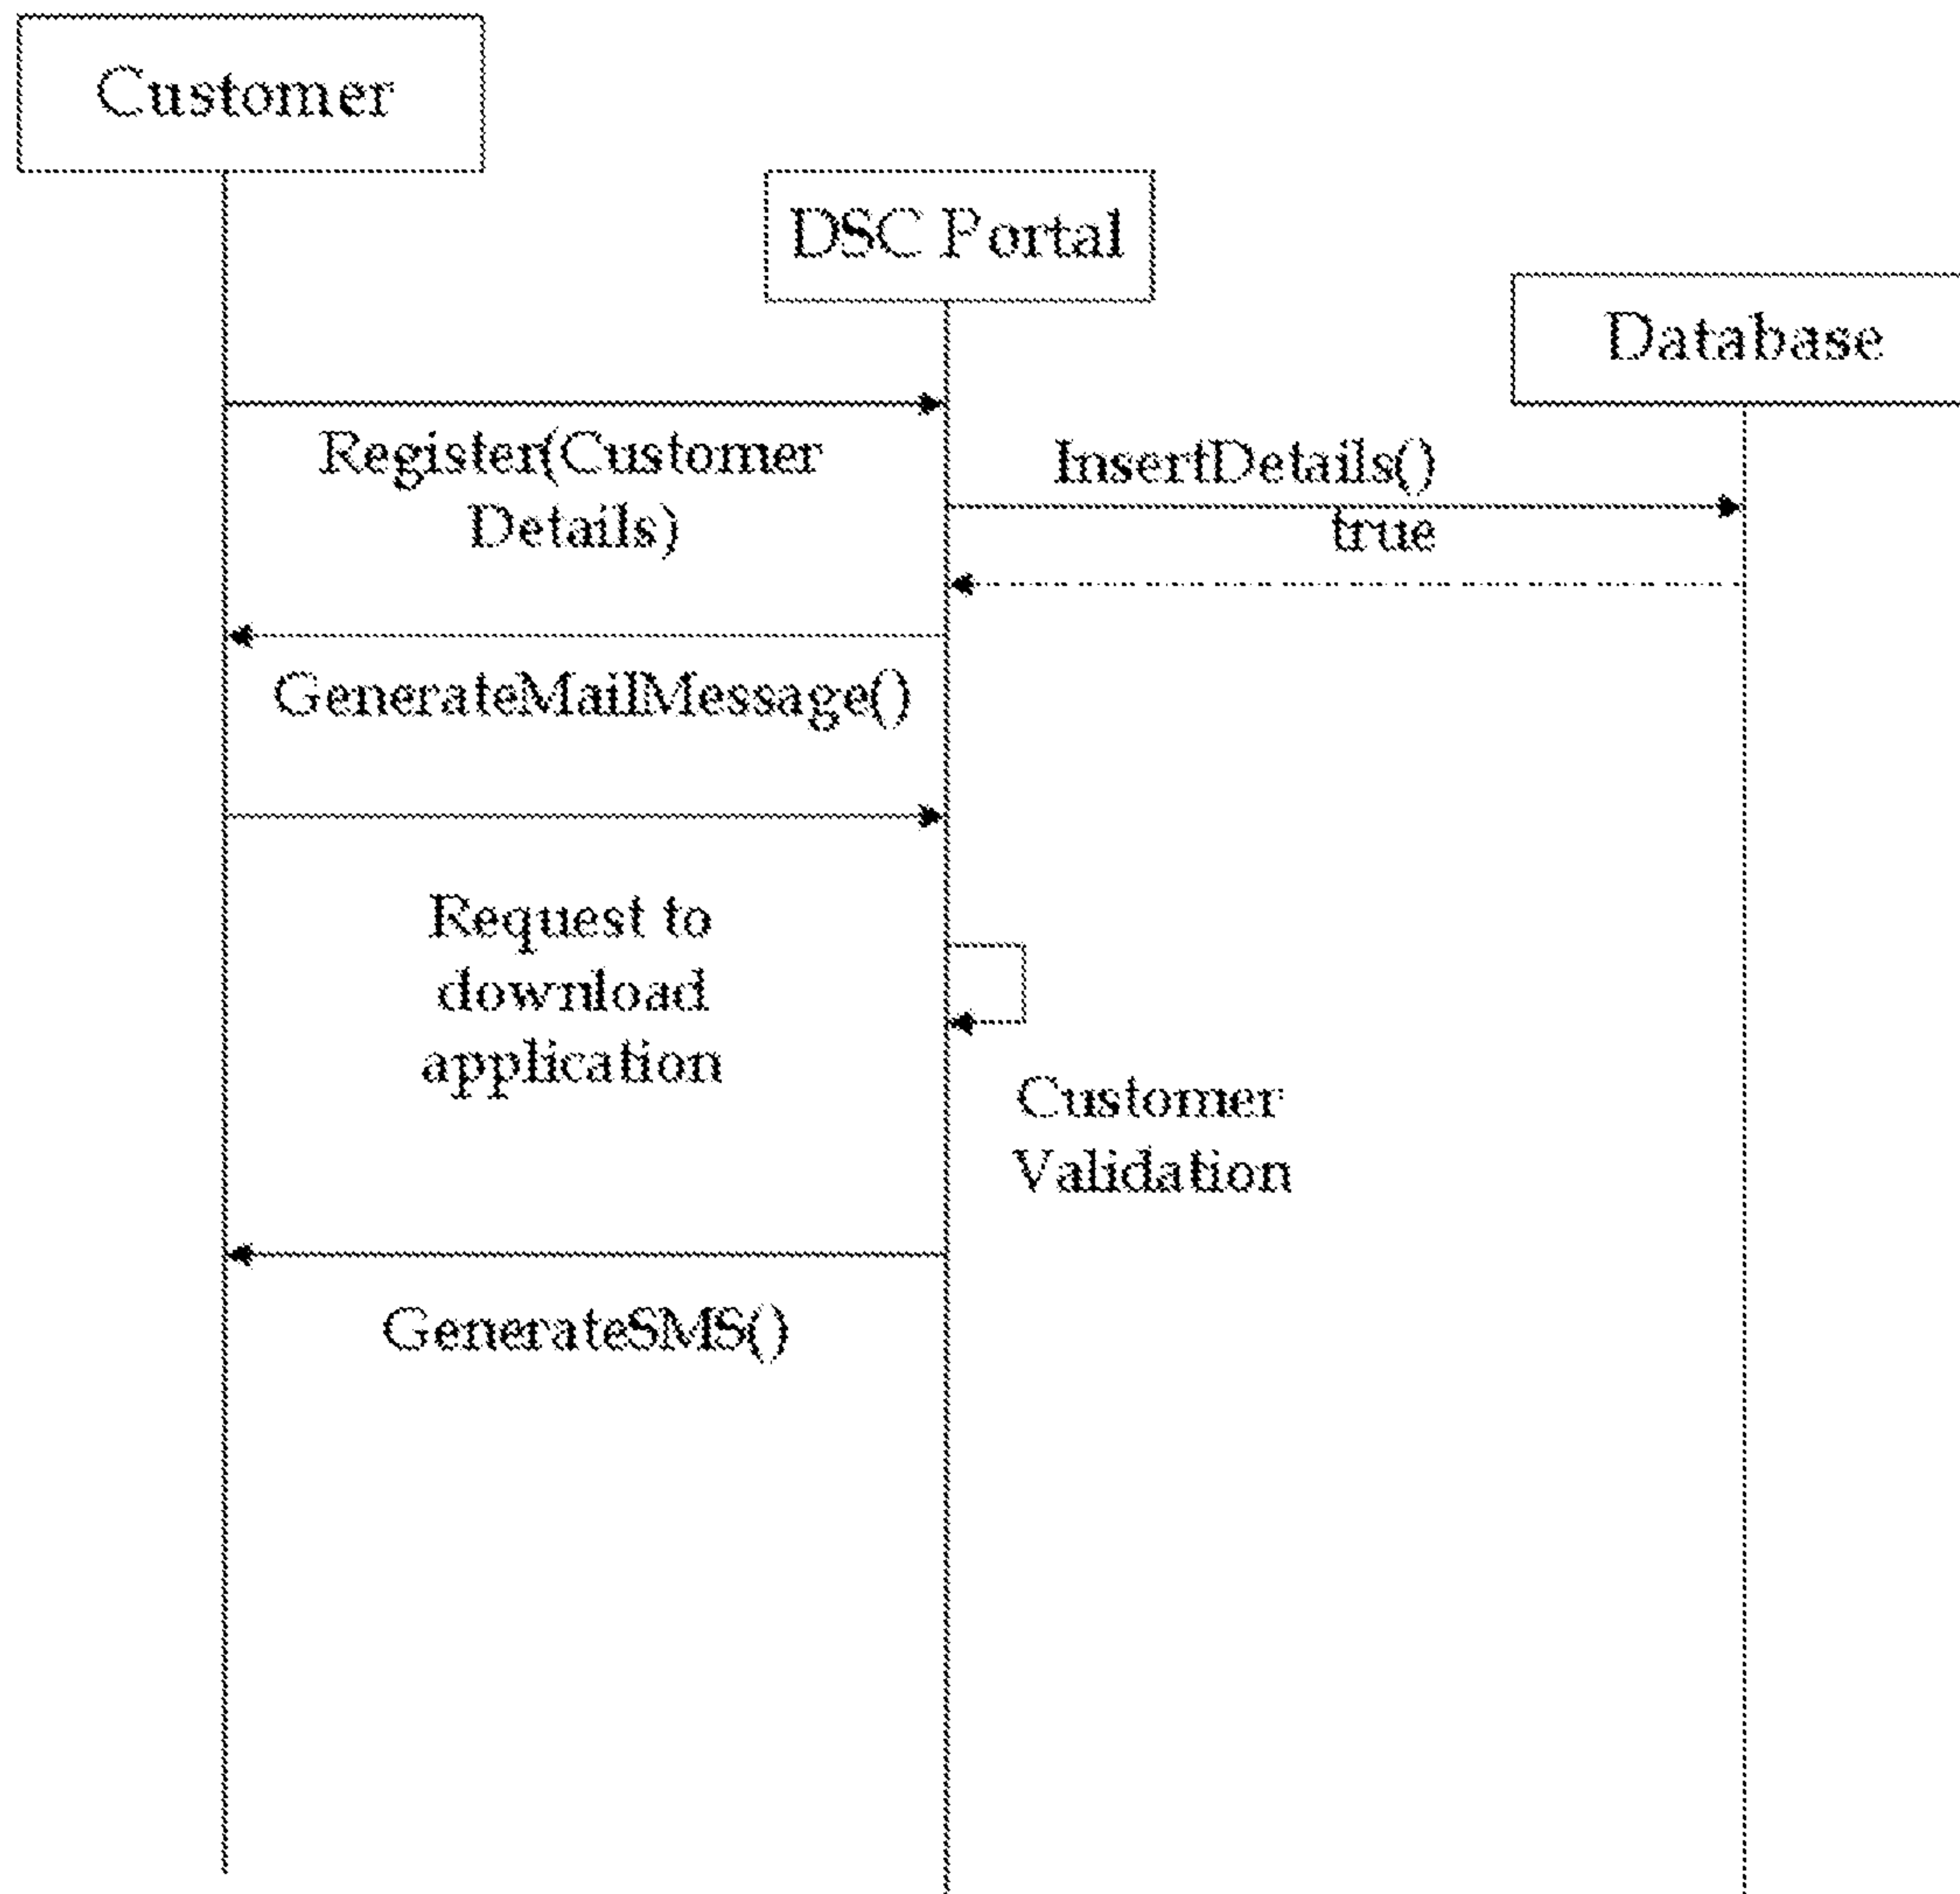 Customer
DSC Portal
Database
Register(Customer
Details)
InsertDetails()
true
GenerateMailMessage()
Request to
download
application
Customer
Validation
GenerateSMS()